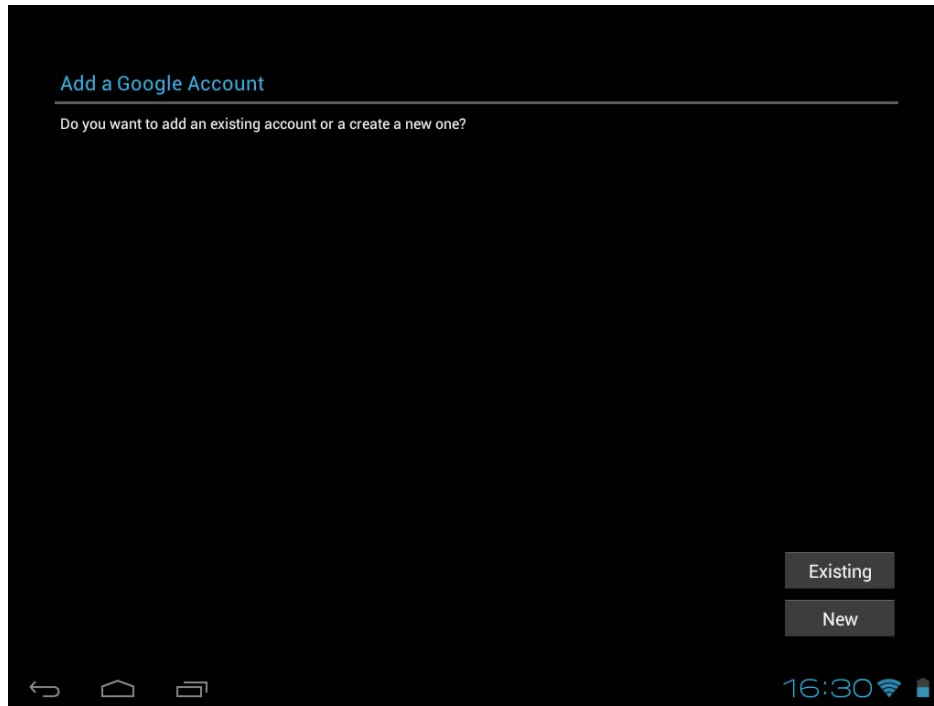 Add a Google Account
Do you want to add an existing account or a create a new one?
Existing
New
16:30